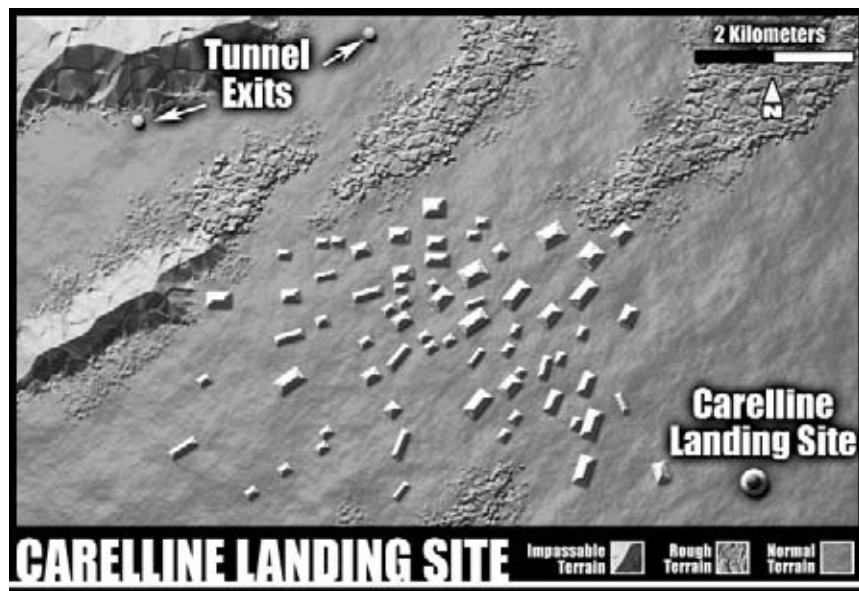 Tunnel
Exits
2 Kilometers
N
Carelline
Landing Site
CARELLINE LANDING SITE
Impassable
Terrain
Rough
Terrain
Normal
Terrain